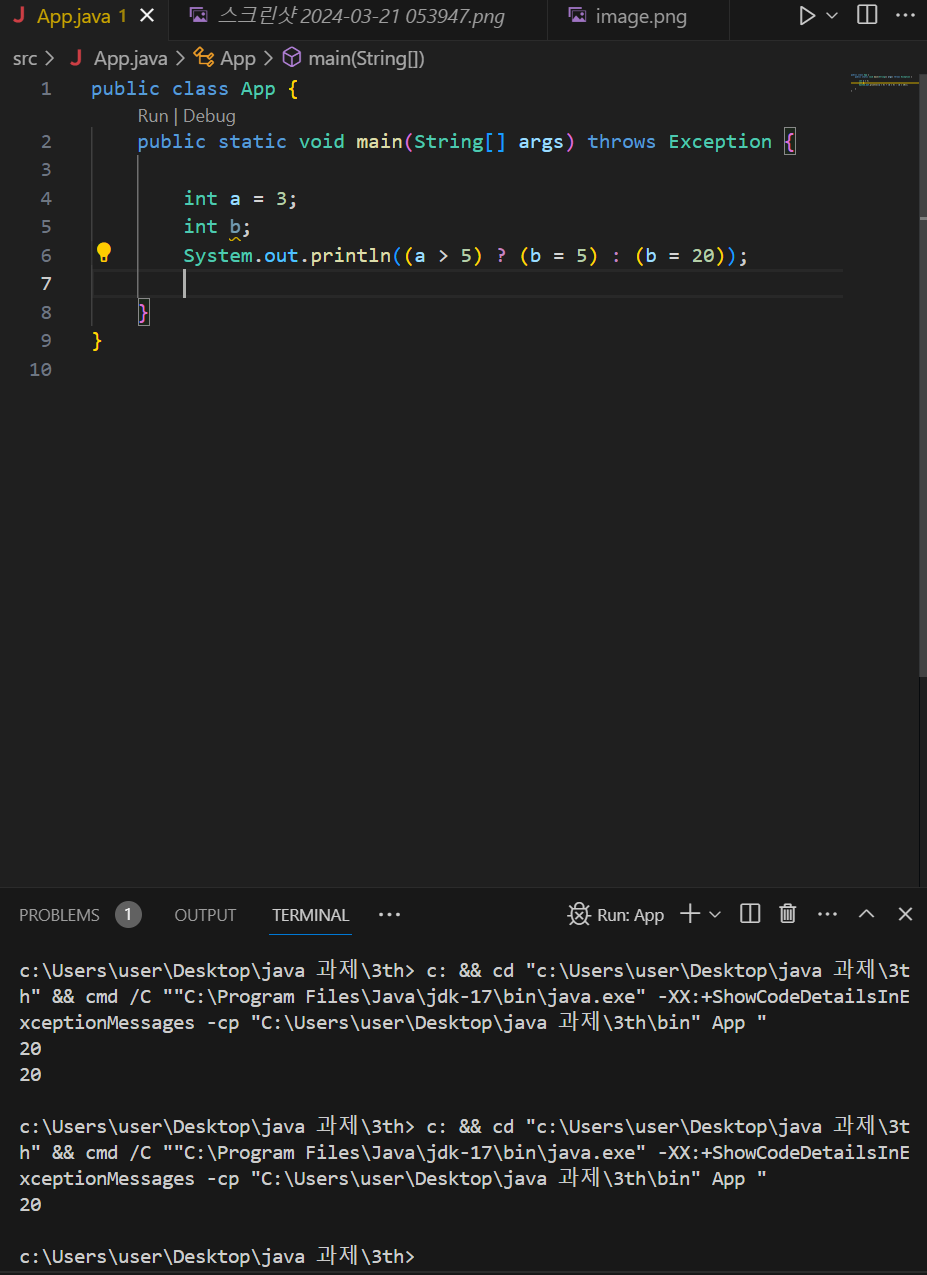 J App.java 1 스크린샷 2024-03-21 053947.png image.png
src > J App.java > App > main(String[])
1 public class App {
Run | Debug
2 public static void main(String[] args) throws Exception {
3
4 int a = 3;
5 int b;
6 System.out.println((a > 5) ? (b = 5) : (b = 20));
7
8 }
9 }
10
PROBLEMS 1 OUTPUT TERMINAL ··· Run: App
c:\Users\user\Desktop\java 과제\3th> c: && cd "c:\Users\user\Desktop\java 과제\3t
h" && cmd /C ""C:\Program Files\Java\jdk-17\bin\java.exe" -XX:+ShowCodeDetailsInE
xceptionMessages -cp "C:\Users\user\Desktop\java 과제\3th\bin" App "
20
20
c:\Users\user\Desktop\java 과제\3th> c: && cd "c:\Users\user\Desktop\java 과제\3t
h" && cmd /C ""C:\Program Files\Java\jdk-17\bin\java.exe" -XX:+ShowCodeDetailsInE
xceptionMessages -cp "C:\Users\user\Desktop\java 과제\3th\bin" App "
20
c:\Users\user\Desktop\java 과제\3th>